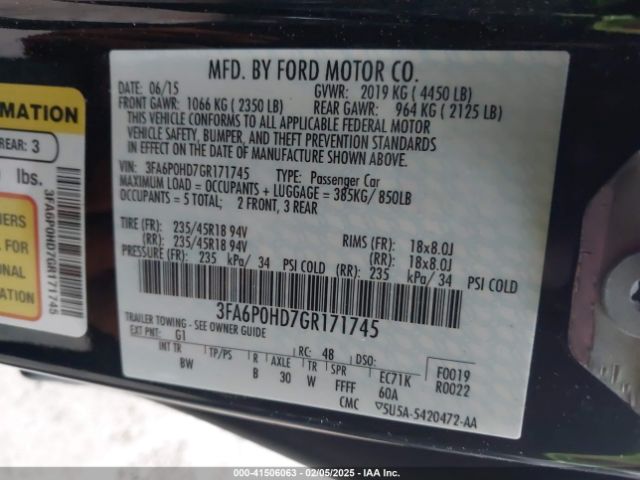 MFD. BY FORD MOTOR CO.
DATE: 06/15 GVWR: 2019 KG ( 4450 LB)
FRONT GAWR: 1066 KG ( 2350 LB) REAR GAWR: 964 KG ( 2125 LB)
THIS VEHICLE CONFORMS TO ALL APPLICABLE FEDERAL MOTOR
VEHICLE SAFETY, BUMPER, AND THEFT PREVENTION STANDARDS
IN EFFECT ON THE DATE OF MANUFACTURE SHOWN ABOVE.
VIN: 3FA6P0HD7GR171745 TYPE: Passenger Car
MAXIMUM LOAD = OCCUPANTS + LUGGAGE = 385KG/ 850LB
OCCUPANTS = 5 TOTAL; 2 FRONT, 3 REAR
TIRE (FR): 235/45R18 94V RIMS (FR): 18x8.0J
(RR): 235/45R18 94V (RR): 18x8.0J
PRESSURE (FR): 235 kPa/ 34 PSI COLD (RR): 235 kPa/ 34 PSI COLD
3FA6P0HD7GR171745
TRAILER TOWING - SEE OWNER GUIDE
EXT PNT: G1 RC: 48 DSO: F0019
INT TR TP/PS R AXLE TR SPR EC71K R0022
BW B 30 W FFFF 60A
CMC ▽5U5A-5420472-AA
RMATION
REAR: 3
lbs.
3FA6P0HD7GR171745
FOR
ONAL
ATION
000-41506063 — 02/05/2025 — IAA Inc.